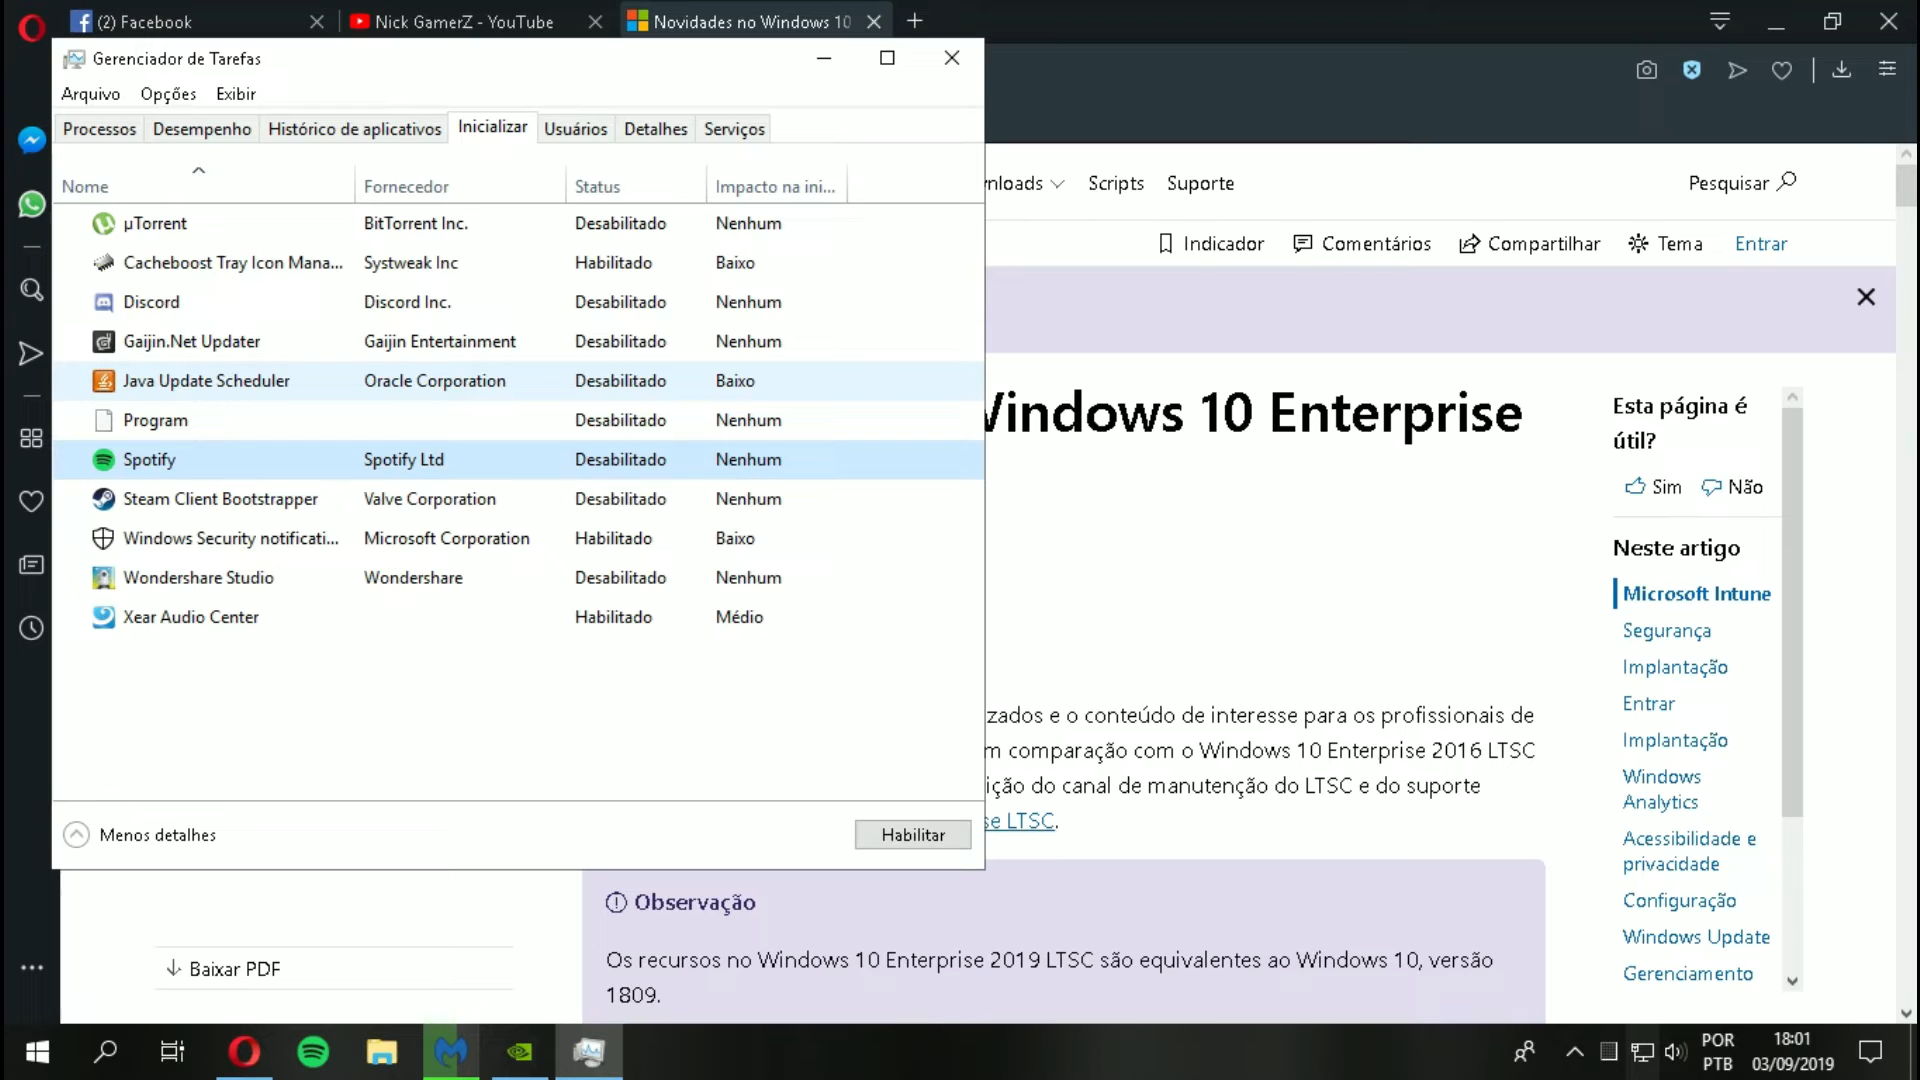 (2) Facebook
Nick GamerZ - YouTube
Novidades no Windows 10
Gerenciador de Tarefas
Arquivo Opções Exibir
Processos Desempenho Histórico de aplicativos Inicializar Usuários Detalhes Serviços
Nome Fornecedor Status Impacto na ini...
µTorrent BitTorrent Inc. Desabilitado Nenhum
Cacheboost Tray Icon Mana... Systweak Inc Habilitado Baixo
Discord Discord Inc. Desabilitado Nenhum
Gaijin.Net Updater Gaijin Entertainment Desabilitado Nenhum
Java Update Scheduler Oracle Corporation Desabilitado Baixo
Program Desabilitado Nenhum
Spotify Spotify Ltd Desabilitado Nenhum
Steam Client Bootstrapper Valve Corporation Desabilitado Nenhum
Windows Security notificati... Microsoft Corporation Habilitado Baixo
Wondershare Studio Wondershare Desabilitado Nenhum
Xear Audio Center Habilitado Médio
Menos detalhes Habilitar
nloads Scripts Suporte Pesquisar
Indicador Comentários Compartilhar Tema Entrar
Windows 10 Enterprise
zados e o conteúdo de interesse para os profissionais de
m comparação com o Windows 10 Enterprise 2016 LTSC
ição do canal de manutenção do LTSC e do suporte
se LTSC.
Observação
Os recursos no Windows 10 Enterprise 2019 LTSC são equivalentes ao Windows 10, versão
1809.
Baixar PDF
Esta página é
útil?
Sim Não
Neste artigo
Microsoft Intune
Segurança
Implantação
Entrar
Implantação
Windows
Analytics
Acessibilidade e
privacidade
Configuração
Windows Update
Gerenciamento
POR
PTB
18:01
03/09/2019